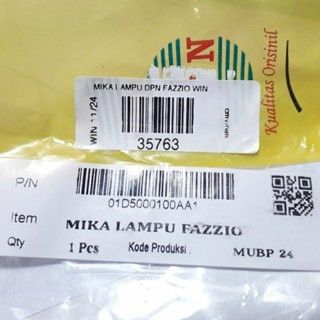 N
Kualitas Orisinil
MIKA LAMPU DPN FAZZIO WIN
WIN 11/24
35763
P/N
01D5000100AA1
Item MIKA LAMPU FAZZIO
Qty 1 Pcs Kode Produksi : MUBP 24